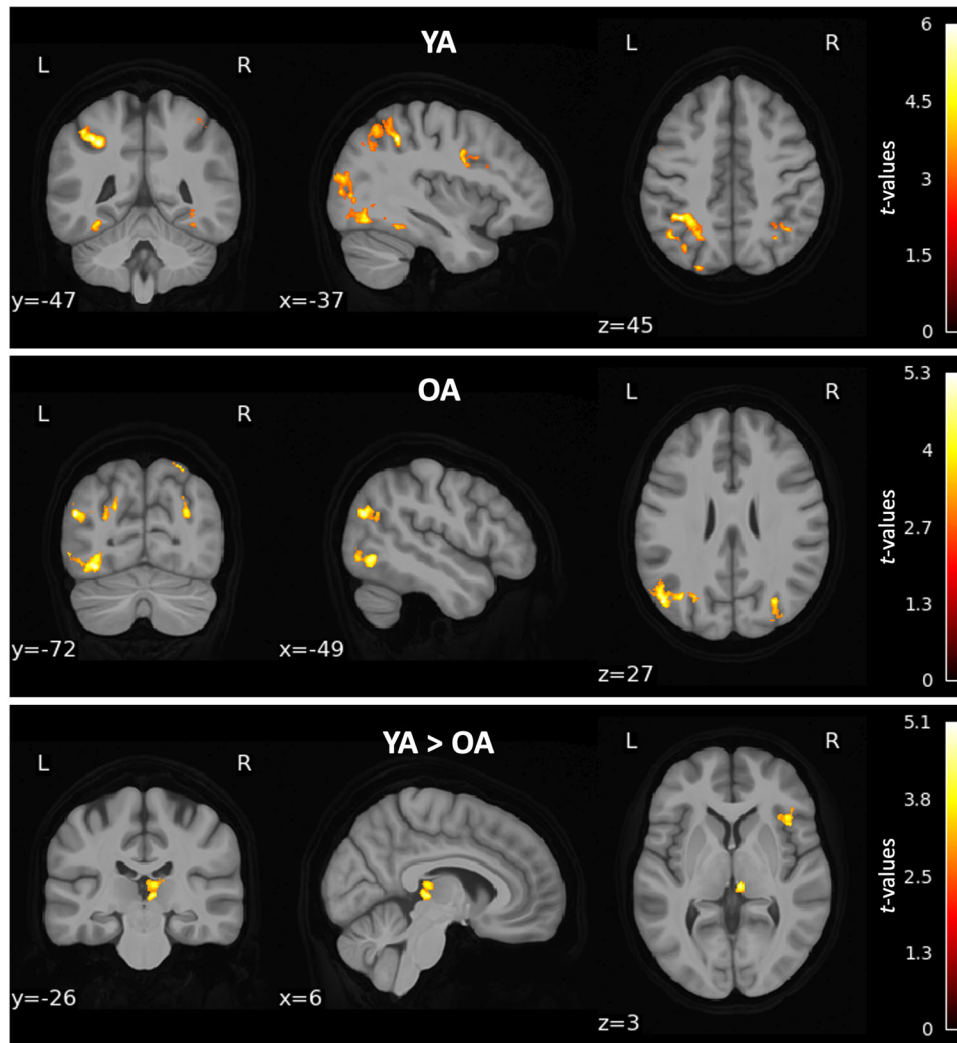 YA
L R L R
6
4.5
3
1.5
0
t-values
y=-47 x=-37 z=45
OA
L R L R
5.3
4
2.7
1.3
0
t-values
y=-72 x=-49 z=27
YA > OA
L R L R
5.1
3.8
2.5
1.3
0
t-values
y=-26 x=6 z=3